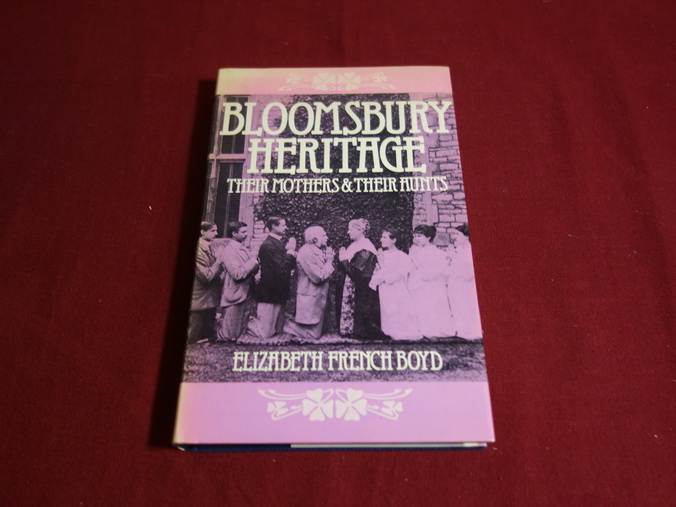 BLOOMSBURY
HERITAGE
THEIR MOTHERS & THEIR AUNTS
ELIZABETH FRENCH BOYD